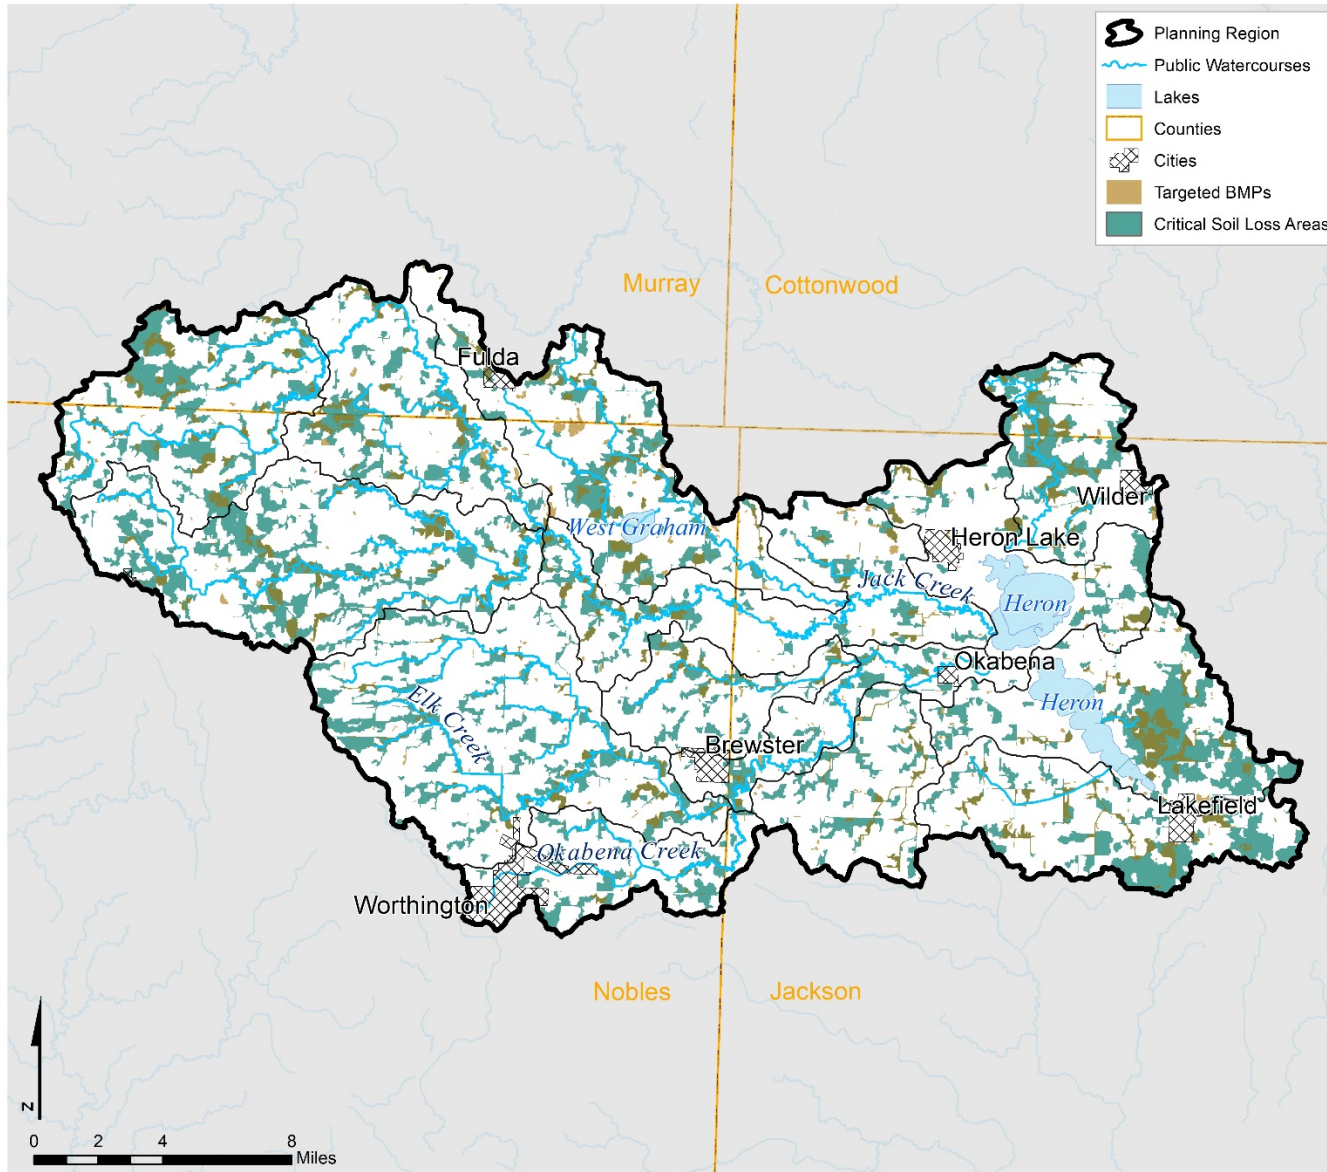 Planning Region
Public Watercourses
Lakes
Counties
Cities
Targeted BMPs
Critical Soil Loss Areas
Murray
Cottonwood
Fulda
Wilder
West Graham
Heron Lake
Jack Creek
Heron
Okabena
Heron
Elk Creek
Brewster
Lakefield
Okabena Creek
Worthington
Nobles
Jackson
N
0 2 4 8
Miles